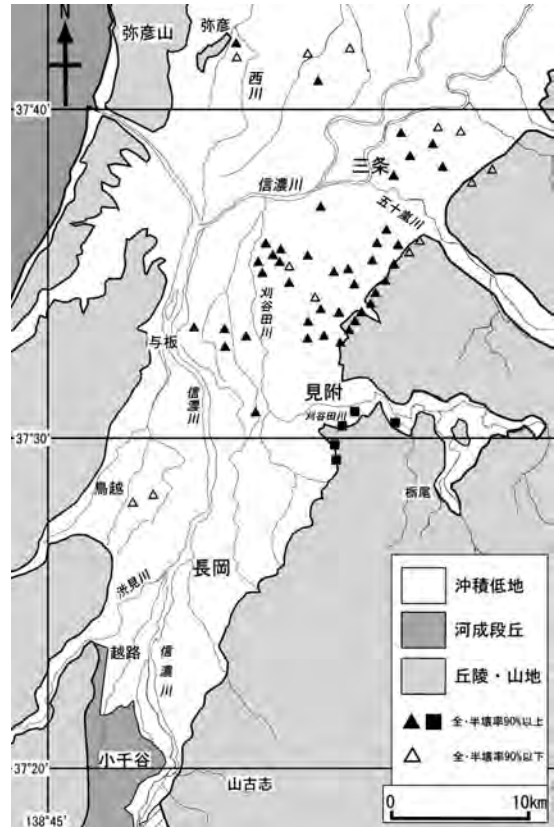 N
弥彦山
弥彦
西川
37°40'
三条
信濃川
五十嵐川
刈谷田川
与板
信濃川
見附
刈谷田川
37°30'
鳥越
栃尾
長岡
渋見川
越路
信濃川
小千谷
37°20'
山古志
138°45'
沖積低地
河成段丘
丘陵・山地
全・半壊率90%以上
全・半壊率90%以下
0 10km